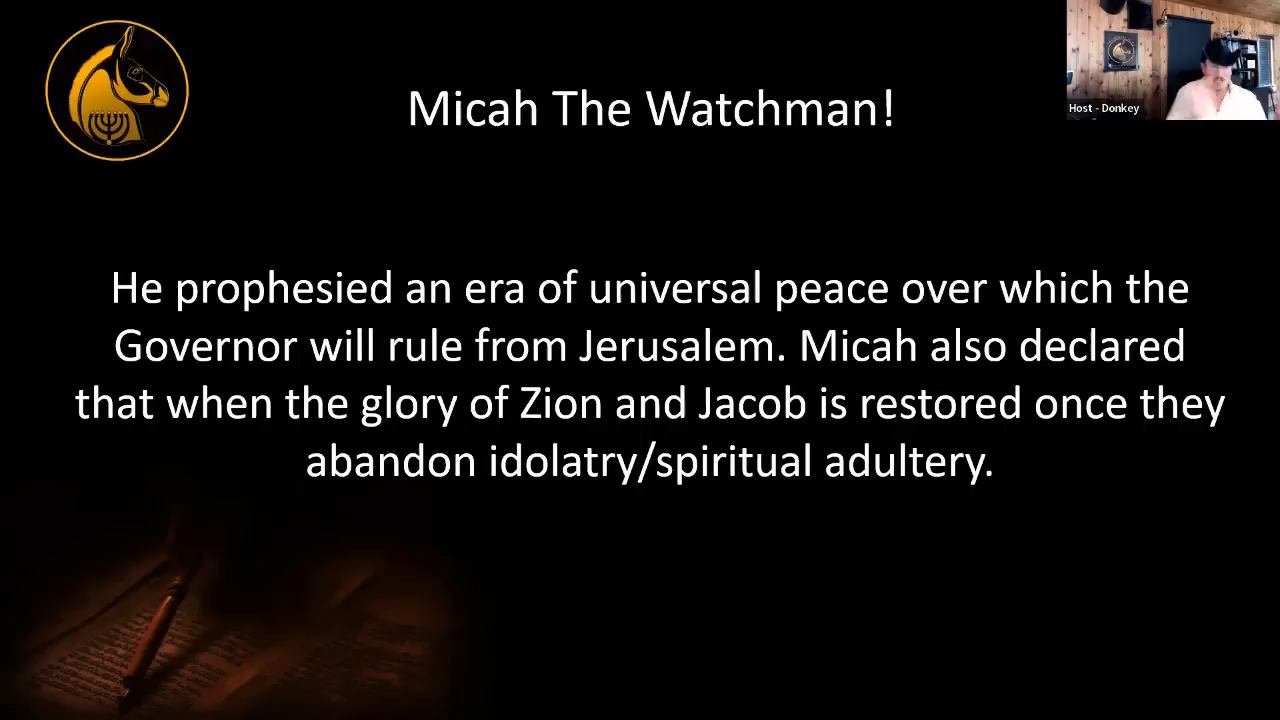 Micah The Watchman!
Host - Donkey
He prophesied an era of universal peace over which the
Governor will rule from Jerusalem. Micah also declared
that when the glory of Zion and Jacob is restored once they
abandon idolatry/spiritual adultery.